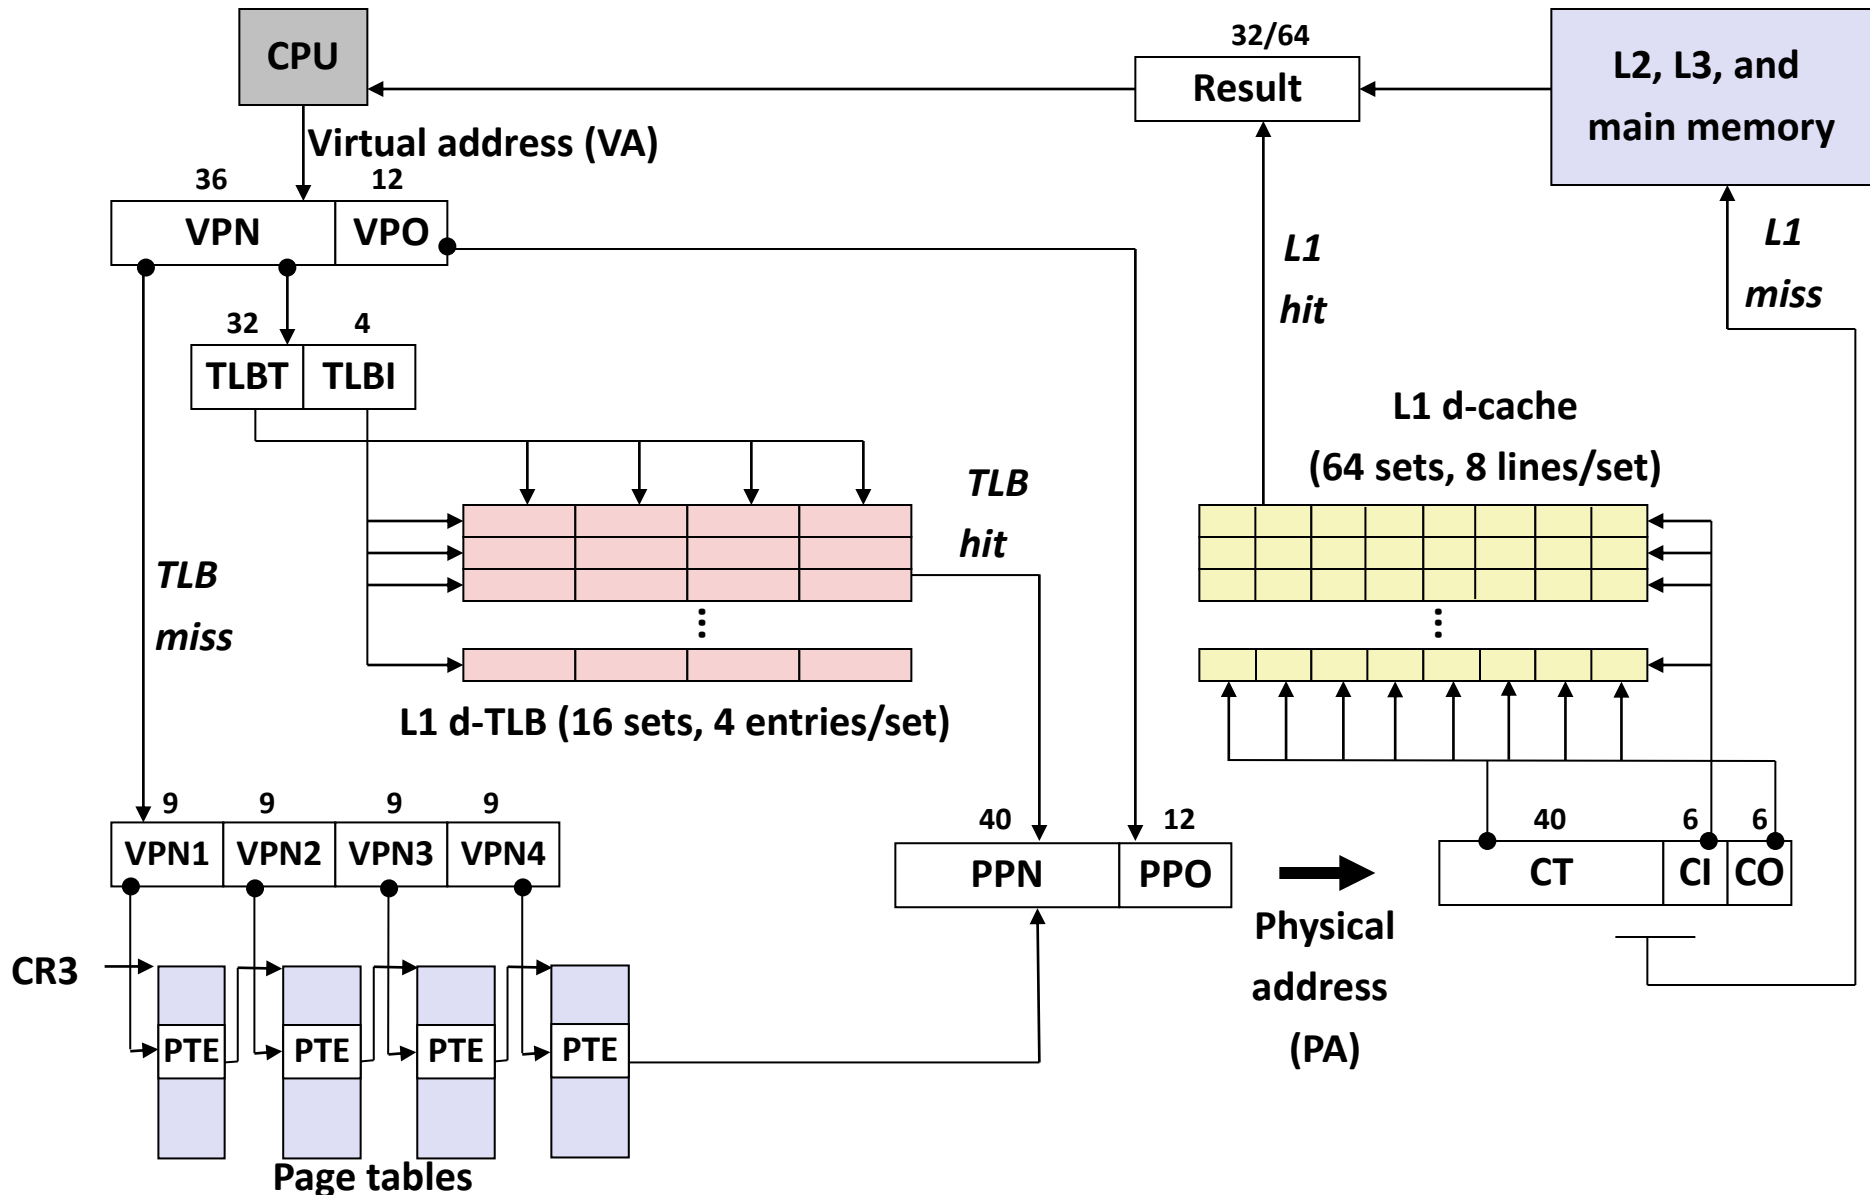 CPU
32/64
Result
L2, L3, and
main memory
Virtual address (VA)
36 12
VPN VPO
L1
hit
L1
miss
32 4
TLBT TLBI
L1 d-cache
(64 sets, 8 lines/set)
TLB
hit
TLB
miss
...
...
L1 d-TLB (16 sets, 4 entries/set)
9 9 9 9
VPN1 VPN2 VPN3 VPN4
40 12
PPN PPO
40 6 6
CT CI CO
Physical
address
(PA)
CR3
PTE PTE PTE PTE
Page tables